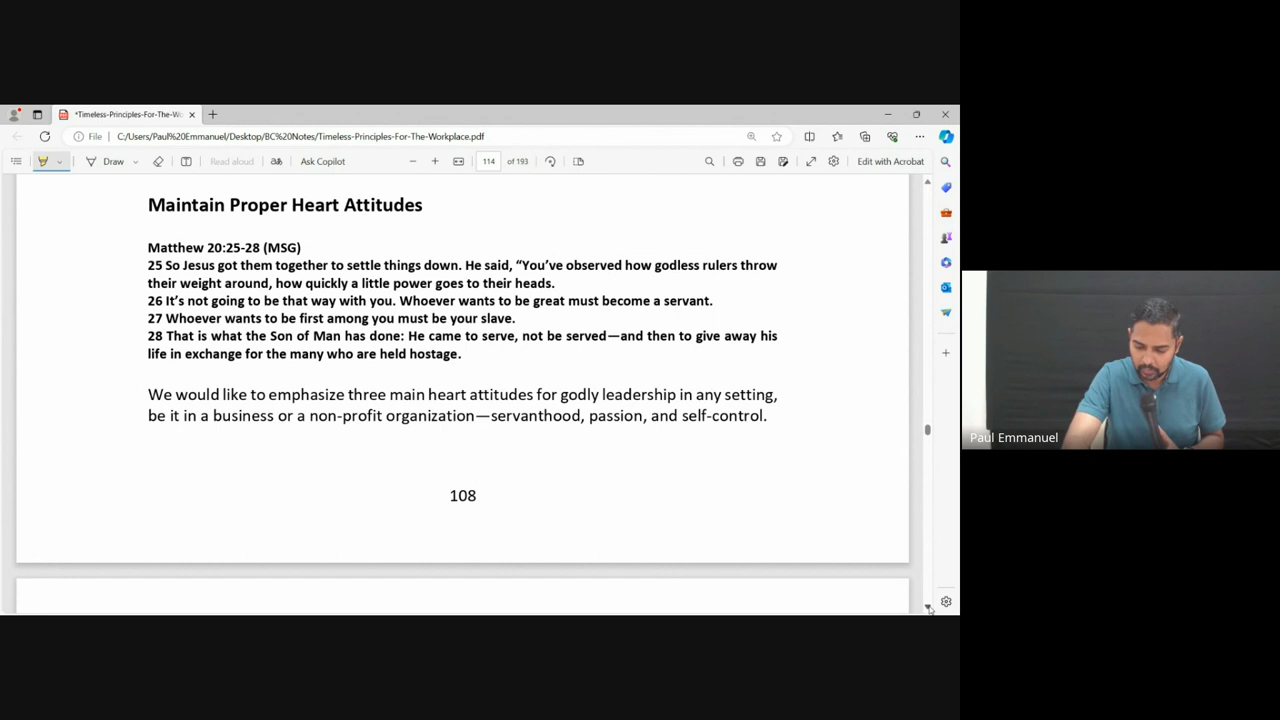 *Timeless-Principles-For-The-Wo
File
C:/Users/Paul%20Emmanuel/Desktop/BC%20Notes/Timeless-Principles-For-The-Workplace.pdf
Draw
Read aloud
Ask Copilot
114 of 193
Edit with Acrobat
Maintain Proper Heart Attitudes
Matthew 20:25-28 (MSG)
25 So Jesus got them together to settle things down. He said, “You’ve observed how godless rulers throw
their weight around, how quickly a little power goes to their heads.
26 It’s not going to be that way with you. Whoever wants to be great must become a servant.
27 Whoever wants to be first among you must be your slave.
28 That is what the Son of Man has done: He came to serve, not be served—and then to give away his
life in exchange for the many who are held hostage.
We would like to emphasize three main heart attitudes for godly leadership in any setting,
be it in a business or a non-profit organization—servanthood, passion, and self-control.
108
Paul Emmanuel